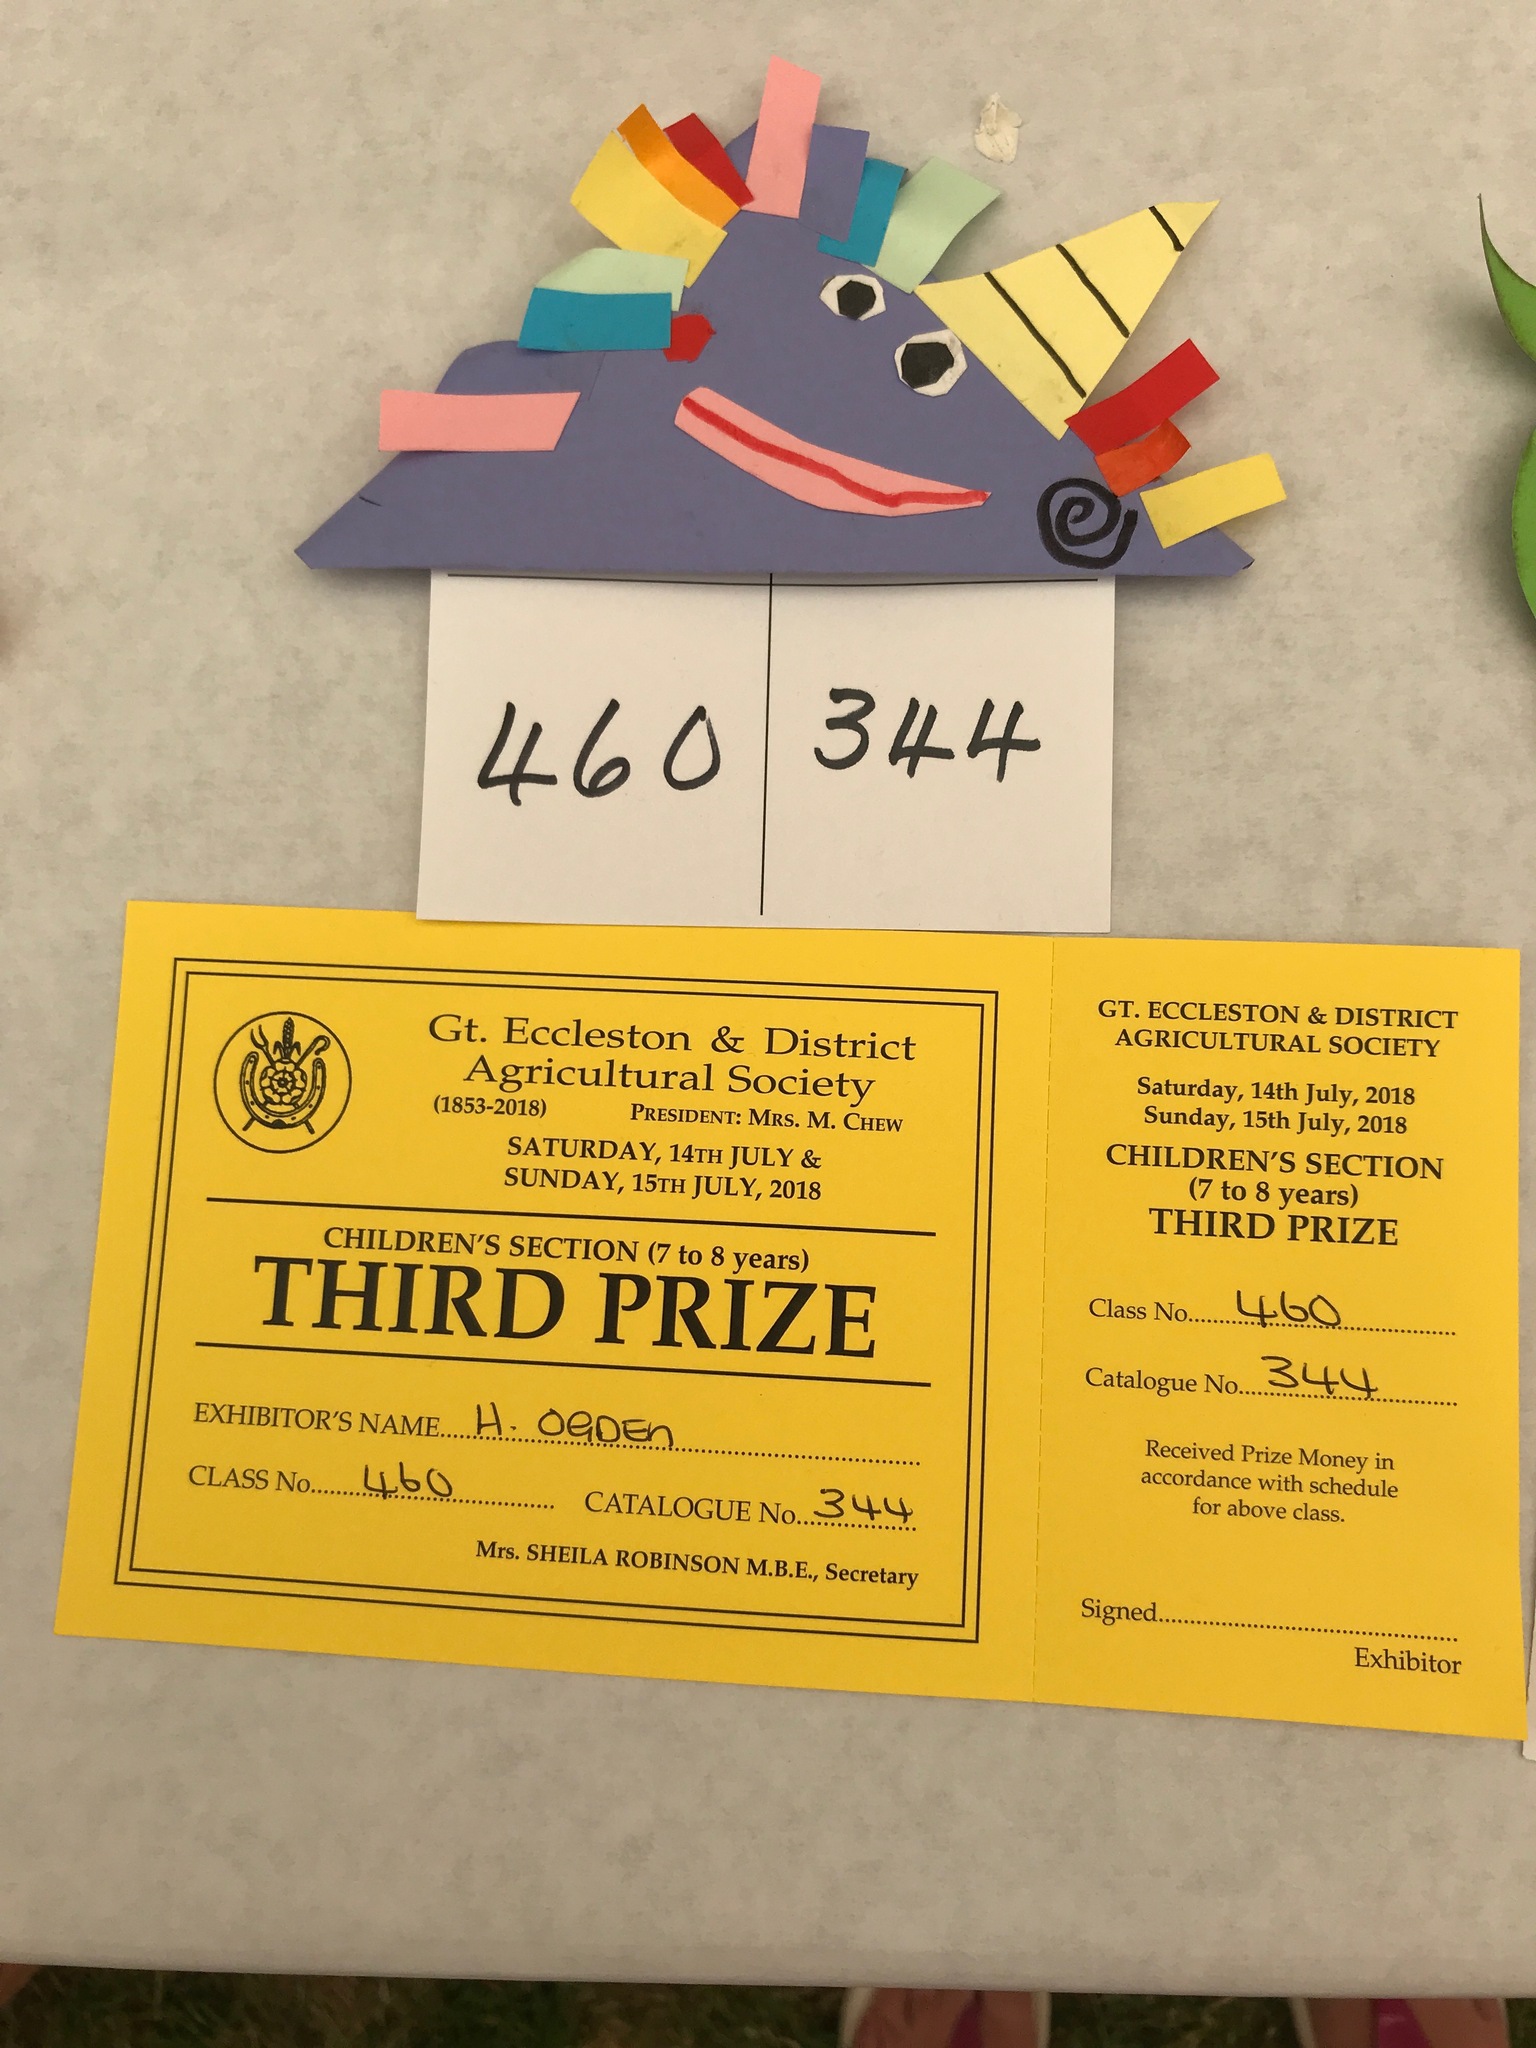 460 344
Gt. Eccleston & District
Agricultural Society
(1853-2018) PRESIDENT: MRS. M. CHEW
SATURDAY, 14TH JULY &
SUNDAY, 15TH JULY, 2018
CHILDREN'S SECTION (7 to 8 years)
THIRD PRIZE
EXHIBITOR'S NAME H. OGDEN
CLASS No. 460 CATALOGUE No. 344
Mrs. SHEILA ROBINSON M.B.E., Secretary
GT. ECCLESTON & DISTRICT
AGRICULTURAL SOCIETY
Saturday, 14th July, 2018
Sunday, 15th July, 2018
CHILDREN'S SECTION
(7 to 8 years)
THIRD PRIZE
Class No. 460
Catalogue No. 344
Received Prize Money in
accordance with schedule
for above class.
Signed
Exhibitor